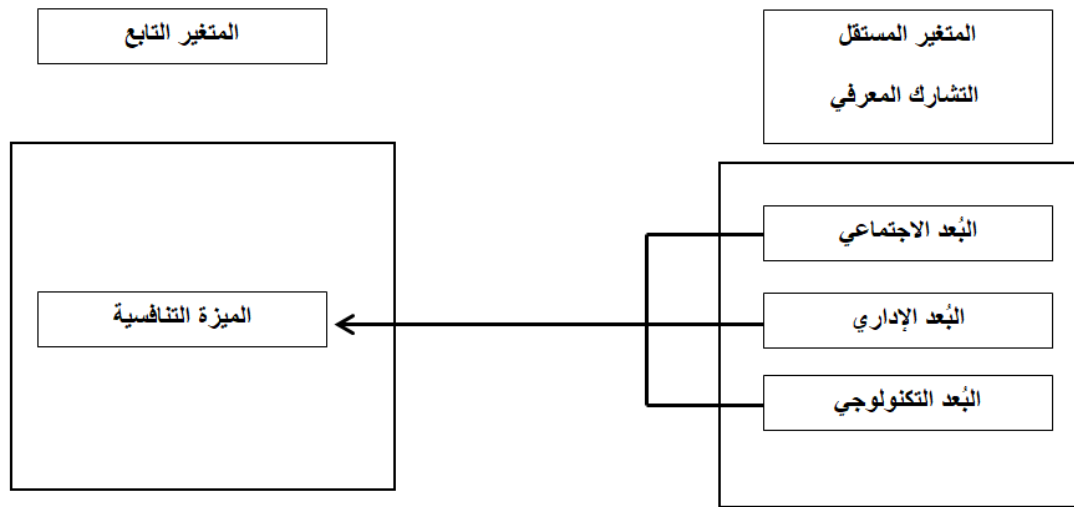 المتغير المستقل
التشارك المعرفي
المتغير التابع
البُعد الاجتماعي
البُعد الإداري
الميزة التنافسية
البُعد التكنولوجي